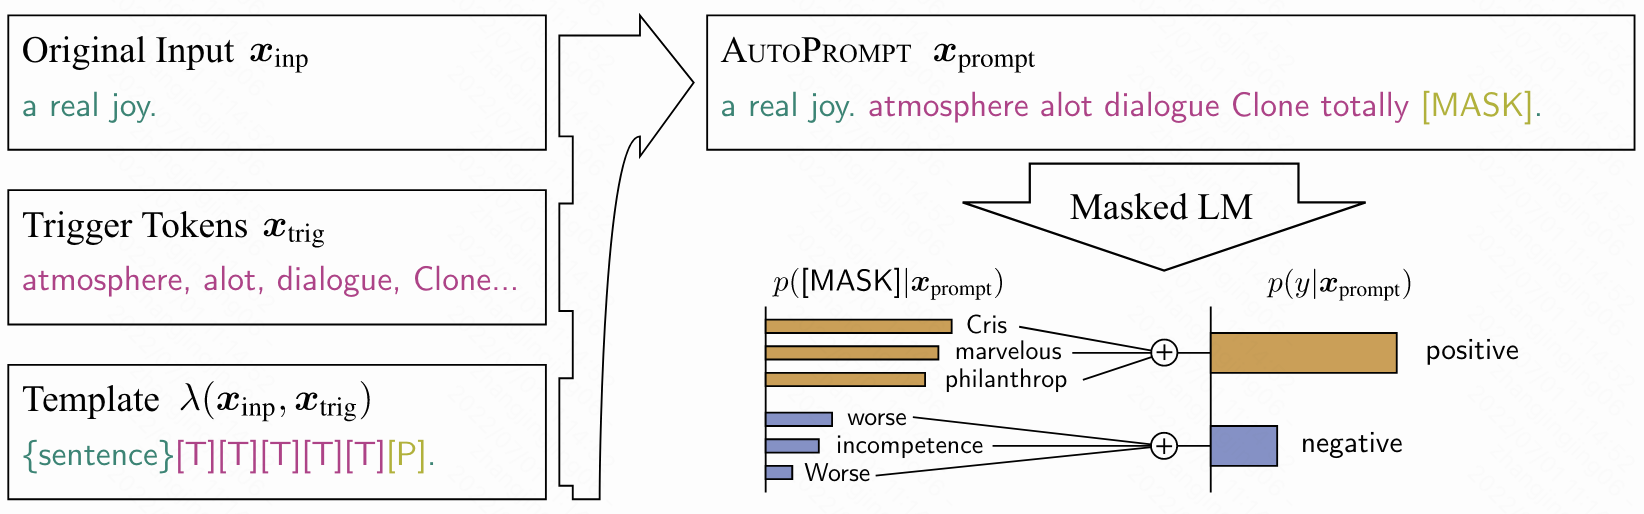 Original Input x_inp
a real joy.
Trigger Tokens x_trig
atmosphere, alot, dialogue, Clone...
Template λ(x_inp, x_trig)
{sentence}[T][T][T][T][T][P].
AUTOPROMPT x_prompt
a real joy. atmosphere alot dialogue Clone totally [MASK].
Masked LM
p([MASK]|x_prompt)
Cris
marvelous
philanthrop
worse
incompetence
Worse
p(y|x_prompt)
positive
negative